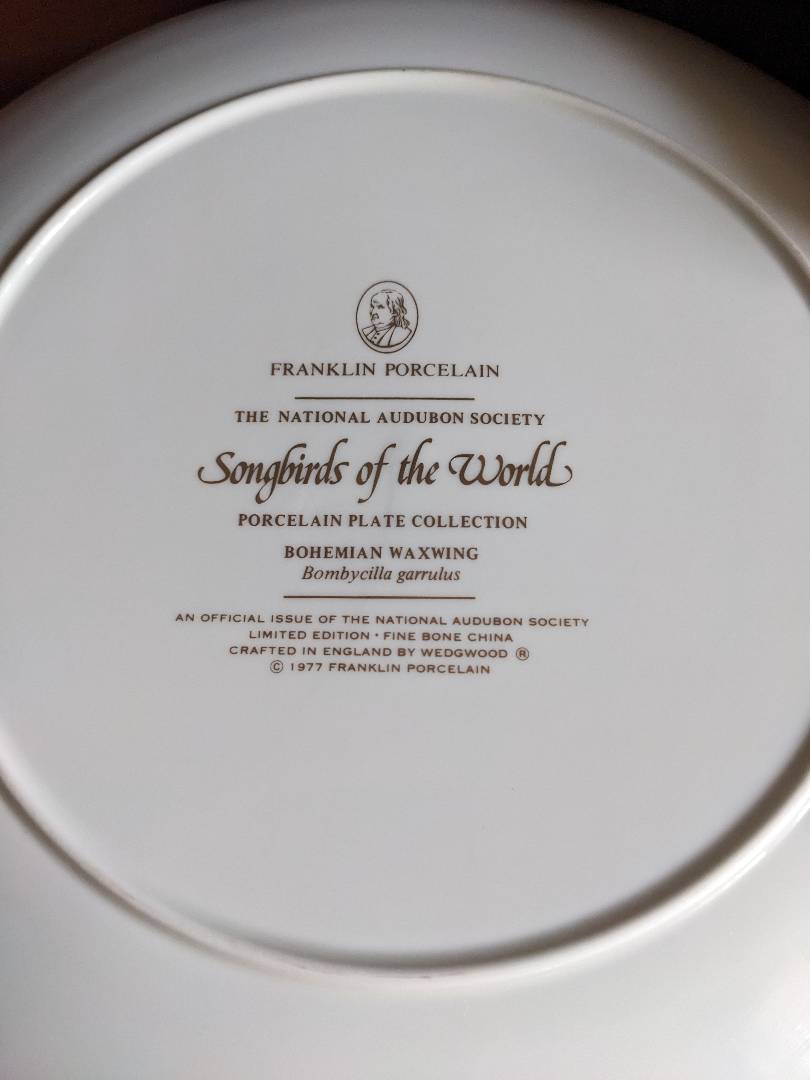 FRANKLIN PORCELAIN
THE NATIONAL AUDUBON SOCIETY
Songbirds of the World
PORCELAIN PLATE COLLECTION
BOHEMIAN WAXWING
Bombycilla garrulus
AN OFFICIAL ISSUE OF THE NATIONAL AUDUBON SOCIETY
LIMITED EDITION · FINE BONE CHINA
CRAFTED IN ENGLAND BY WEDGWOOD ®
© 1977 FRANKLIN PORCELAIN